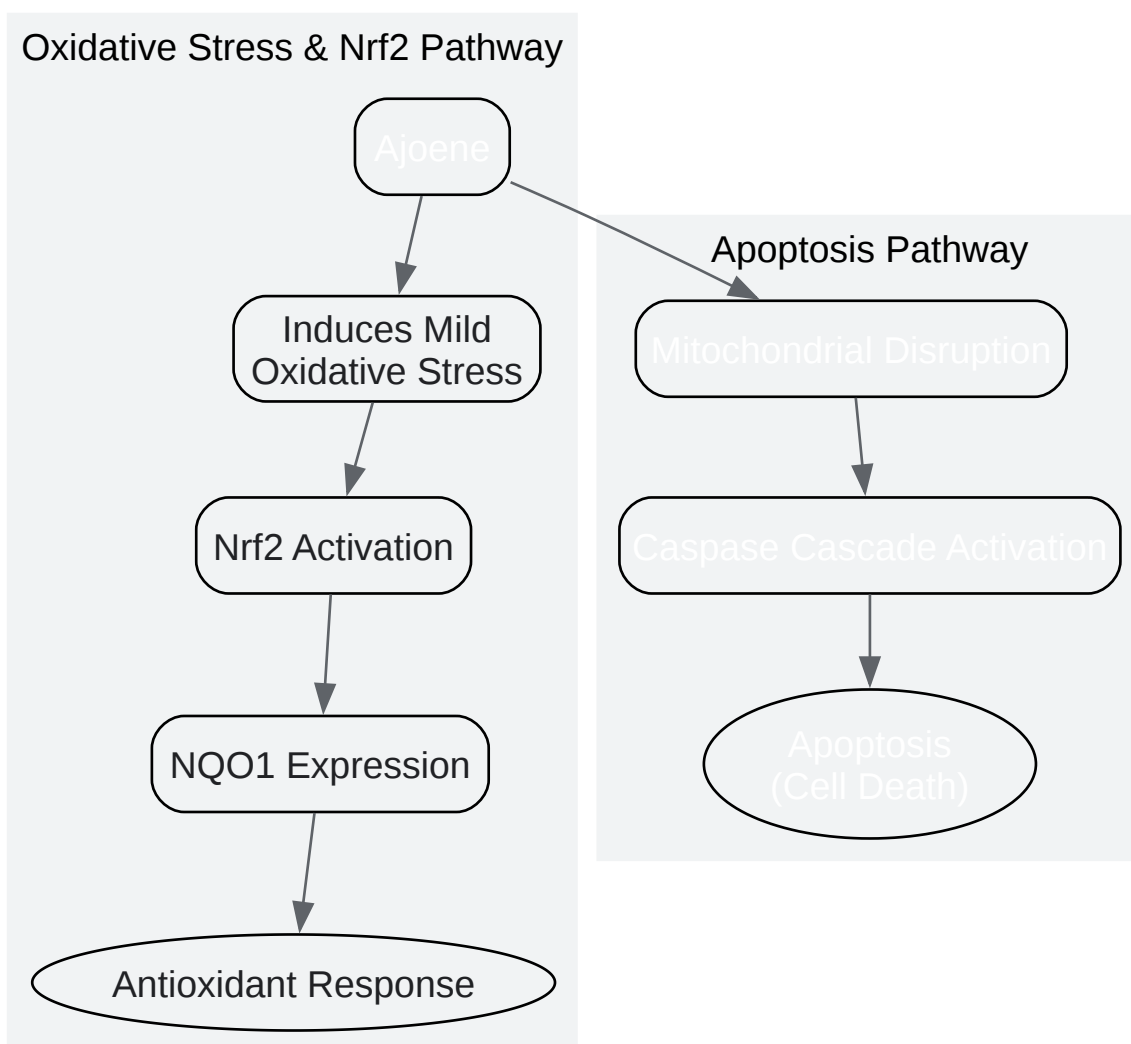 Oxidative Stress & Nrf2 Pathway
Ajoene
Induces Mild
Oxidative Stress
Nrf2 Activation
NQO1 Expression
Antioxidant Response
Apoptosis Pathway
Mitochondrial Disruption
Caspase Cascade Activation
Apoptosis
(Cell Death)